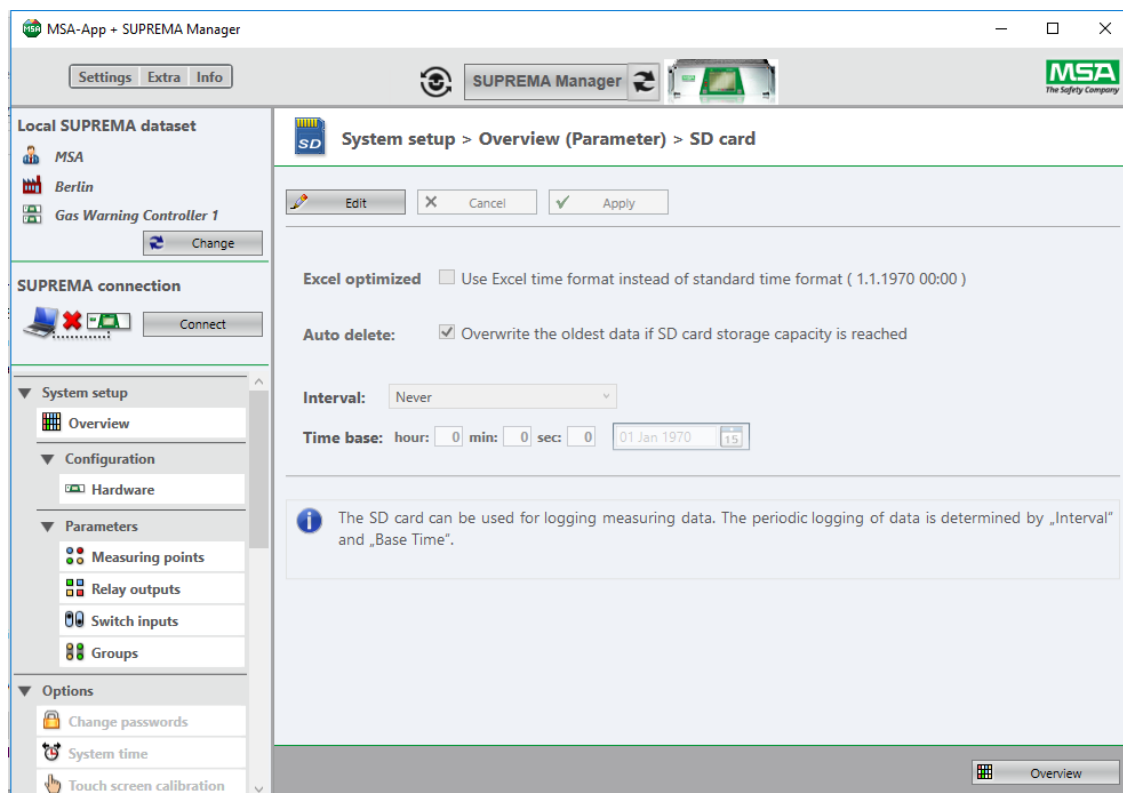 MSA-App + SUPREMA Manager
Settings Extra Info
SUPREMA Manager
MSA
The Safety Company
Local SUPREMA dataset
MSA
Berlin
Gas Warning Controller 1
Change
SUPREMA connection
Connect
System setup
Overview
Configuration
Hardware
Parameters
Measuring points
Relay outputs
Switch inputs
Groups
Options
Change passwords
System time
Touch screen calibration
SD
System setup > Overview (Parameter) > SD card
Edit Cancel Apply
Excel optimized Use Excel time format instead of standard time format ( 1.1.1970 00:00 )
Auto delete: Overwrite the oldest data if SD card storage capacity is reached
Interval: Never
Time base: hour: 0 min: 0 sec: 0 01 Jan 1970 15
The SD card can be used for logging measuring data. The periodic logging of data is determined by „Interval“
and „Base Time“.
Overview